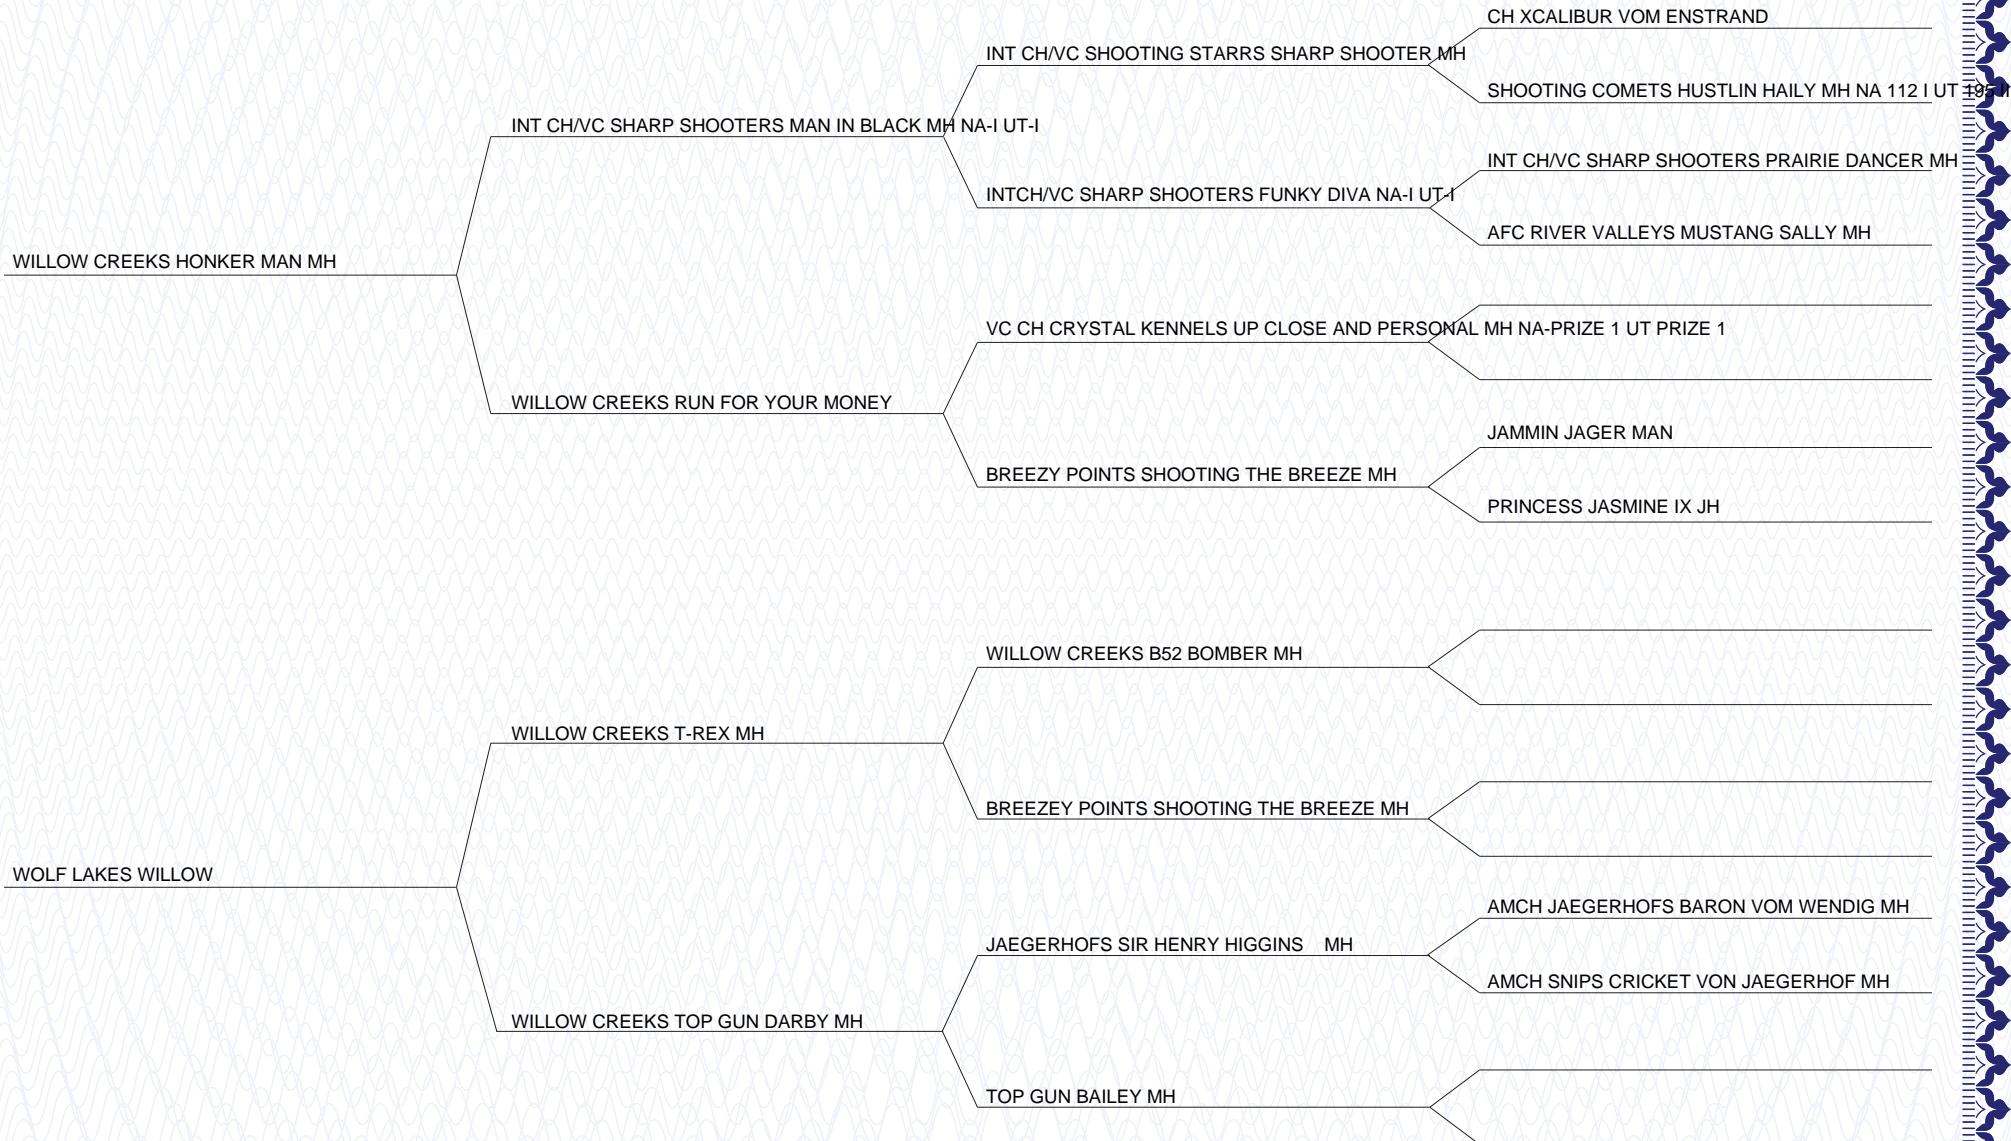 CH XCALIBUR VOM ENSTRAND
INT CH/VC SHOOTING STARRS SHARP SHOOTER MH
SHOOTING COMETS HUSTLIN HAILY MH NA 112 I UT 195 II
INT CH/VC SHARP SHOOTERS MAN IN BLACK MH NA-I UT-I
INT CH/VC SHARP SHOOTERS PRAIRIE DANCER MH
INTCH/VC SHARP SHOOTERS FUNKY DIVA NA-I UT-I
AFC RIVER VALLEYS MUSTANG SALLY MH
WILLOW CREEKS HONKER MAN MH
VC CH CRYSTAL KENNELS UP CLOSE AND PERSONAL MH NA-PRIZE 1 UT PRIZE 1
WILLOW CREEKS RUN FOR YOUR MONEY
JAMMIN JAGER MAN
BREEZY POINTS SHOOTING THE BREEZE MH
PRINCESS JASMINE IX JH
WILLOW CREEKS B52 BOMBER MH
WILLOW CREEKS T-REX MH
BREEZEY POINTS SHOOTING THE BREEZE MH
WOLF LAKES WILLOW
AMCH JAEGERHOFS BARON VOM WENDIG MH
JAEGERHOFS SIR HENRY HIGGINS MH
AMCH SNIPS CRICKET VON JAEGERHOF MH
WILLOW CREEKS TOP GUN DARBY MH
TOP GUN BAILEY MH